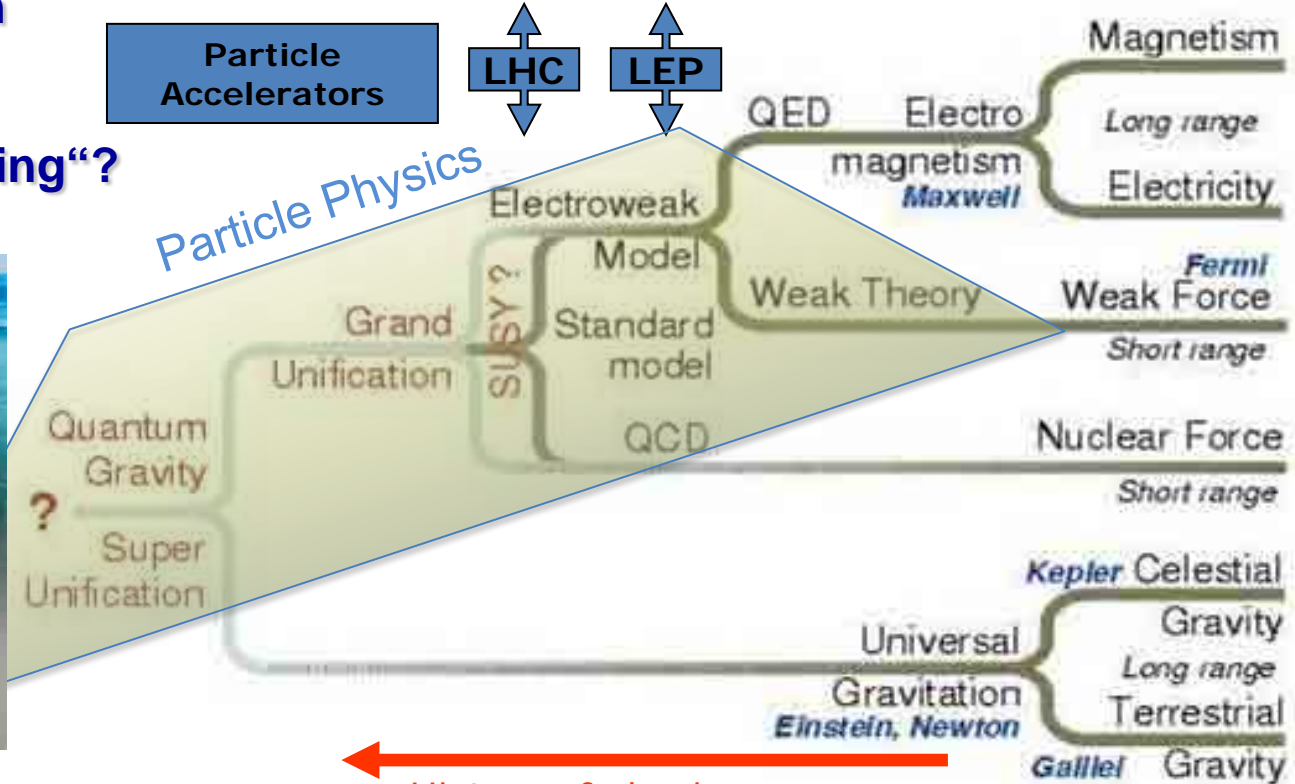 ing“?
Particle
Accelerators
LHC
LEP
Particle Physics
Magnetism
QED
Electro
magnetism
Maxwell
Long range
Electricity
Electroweak
Model
Fermi
Weak Theory
Weak Force
Short range
SUSY ?
Grand
Unification
Standard
model
QCD
Nuclear Force
Short range
Quantum
Gravity
?
Super
Unification
Kepler Celestial
Gravity
Long range
Universal
Gravitation
Einstein, Newton
Terrestrial
Galilei Gravity